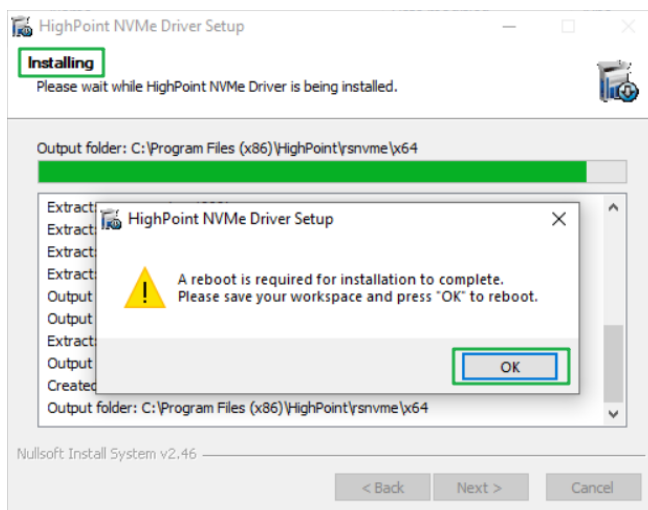 HighPoint NVMe Driver Setup
Installing
Please wait while HighPoint NVMe Driver is being installed.
Output folder: C:\Program Files (x86)\HighPoint\rsnvme\x64
Extract:
HighPoint NVMe Driver Setup
Extract:
Extract:
Extract:
A reboot is required for installation to complete.
Output
Please save your workspace and press "OK" to reboot.
Output
Extract:
Output
OK
Created
Output folder: C:\Program Files (x86)\HighPoint\rsnvme\x64
Nullsoft Install System v2.46
< Back
Next >
Cancel